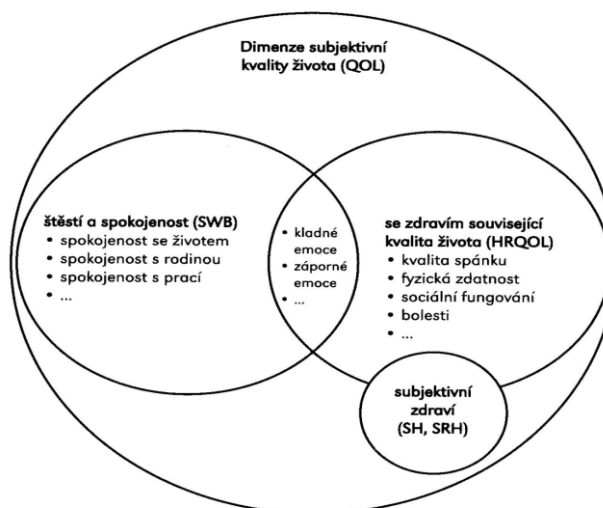 Dimenze subjektivní
kvality života (QOL)
štěstí a spokojenost (SWB)
• spokojenost se životem
• spokojenost s rodinou
• spokojenost s prací
• ...
• kladné
emoce
• záporné
emoce
• ...
se zdravím související
kvalita života (HRQOL)
• kvalita spánku
• fyzická zdatnost
• sociální fungování
• bolesti
• ...
subjektivní
zdraví
(SH, SRH)